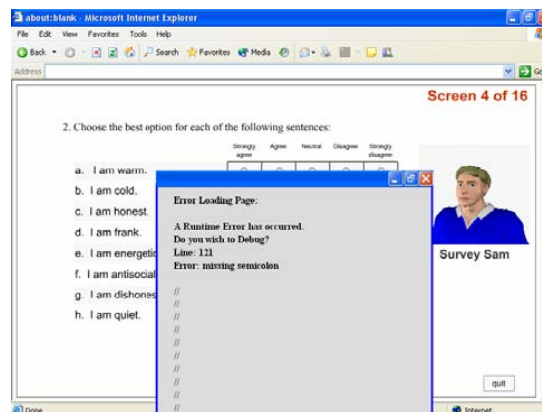 about:blank - Microsoft Internet Explorer
File Edit View Favorites Tools Help
Back Search Favorites Media
Address
Screen 4 of 16
2. Choose the best option for each of the following sentences:
Strongly agree Agree Neutral Disagree Strongly disagree
a. I am warm.
b. I am cold.
c. I am honest.
d. I am frank.
e. I am energetic
f. I am antisocial
g. I am dishones
h. I am quiet.
Error Loading Page:
A Runtime Error has occurred.
Do you wish to Debug?
Line: 121
Error: missing semicolon
//
//
//
//
//
//
//
//
//
//
Survey Sam
quit
Done Internet